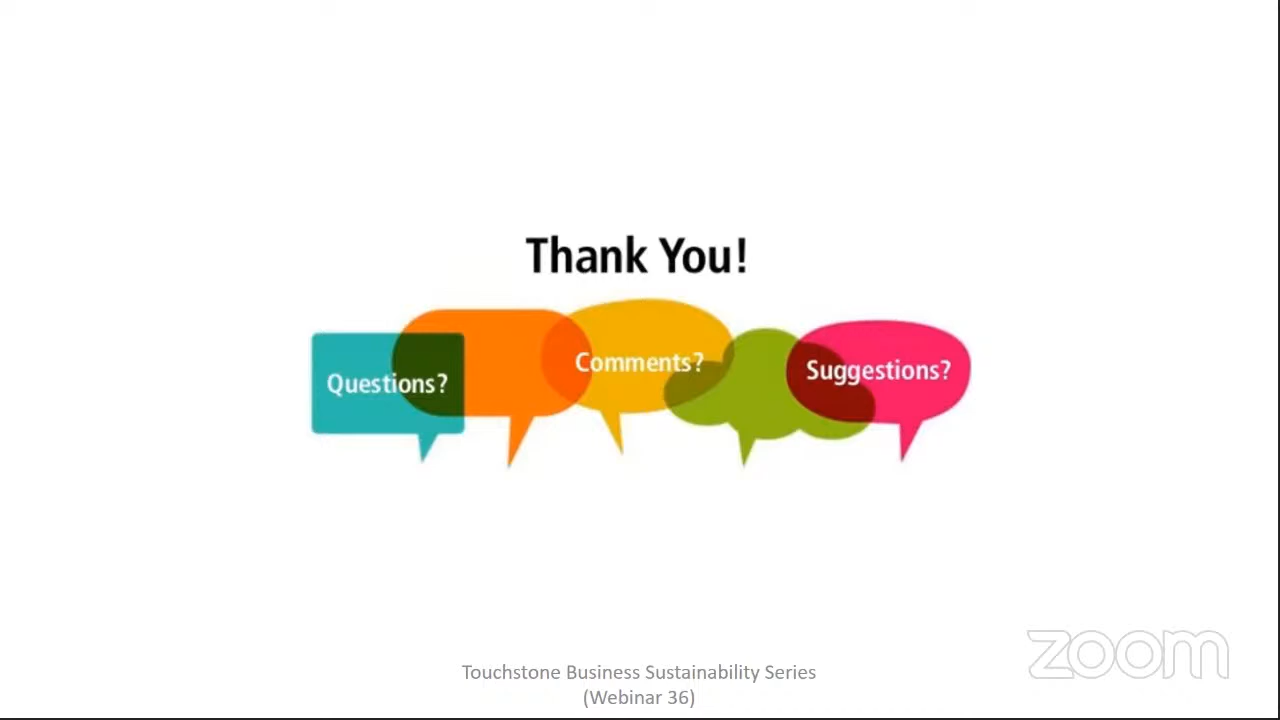 Thank You!
Questions?
Comments?
Suggestions?
Touchstone Business Sustainability Series
(Webinar 36)
zoom